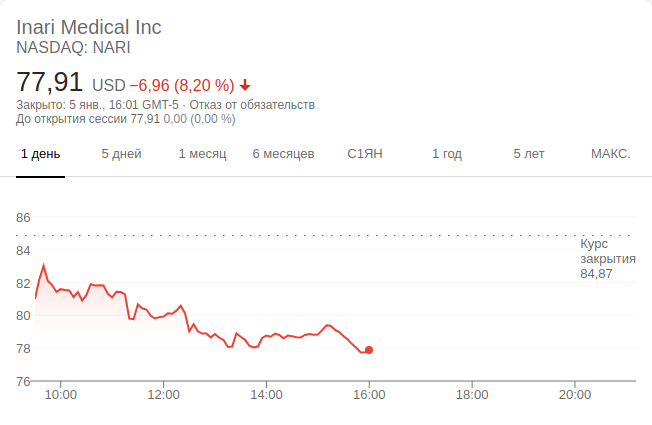 Inari Medical Inc
NASDAQ: NARI
77,91 USD −6,96 (8,20 %)
Закрыто: 5 янв., 16:01 GMT-5 · Отказ от обязательств
До открытия сессии 77,91 0,00 (0,00 %)
1 день 5 дней 1 месяц 6 месяцев С1ЯН 1 год 5 лет МАКС.
86
Курс
84
закрытия
84,87
82
80
78
76
10:00 12:00 14:00 16:00 18:00 20:00